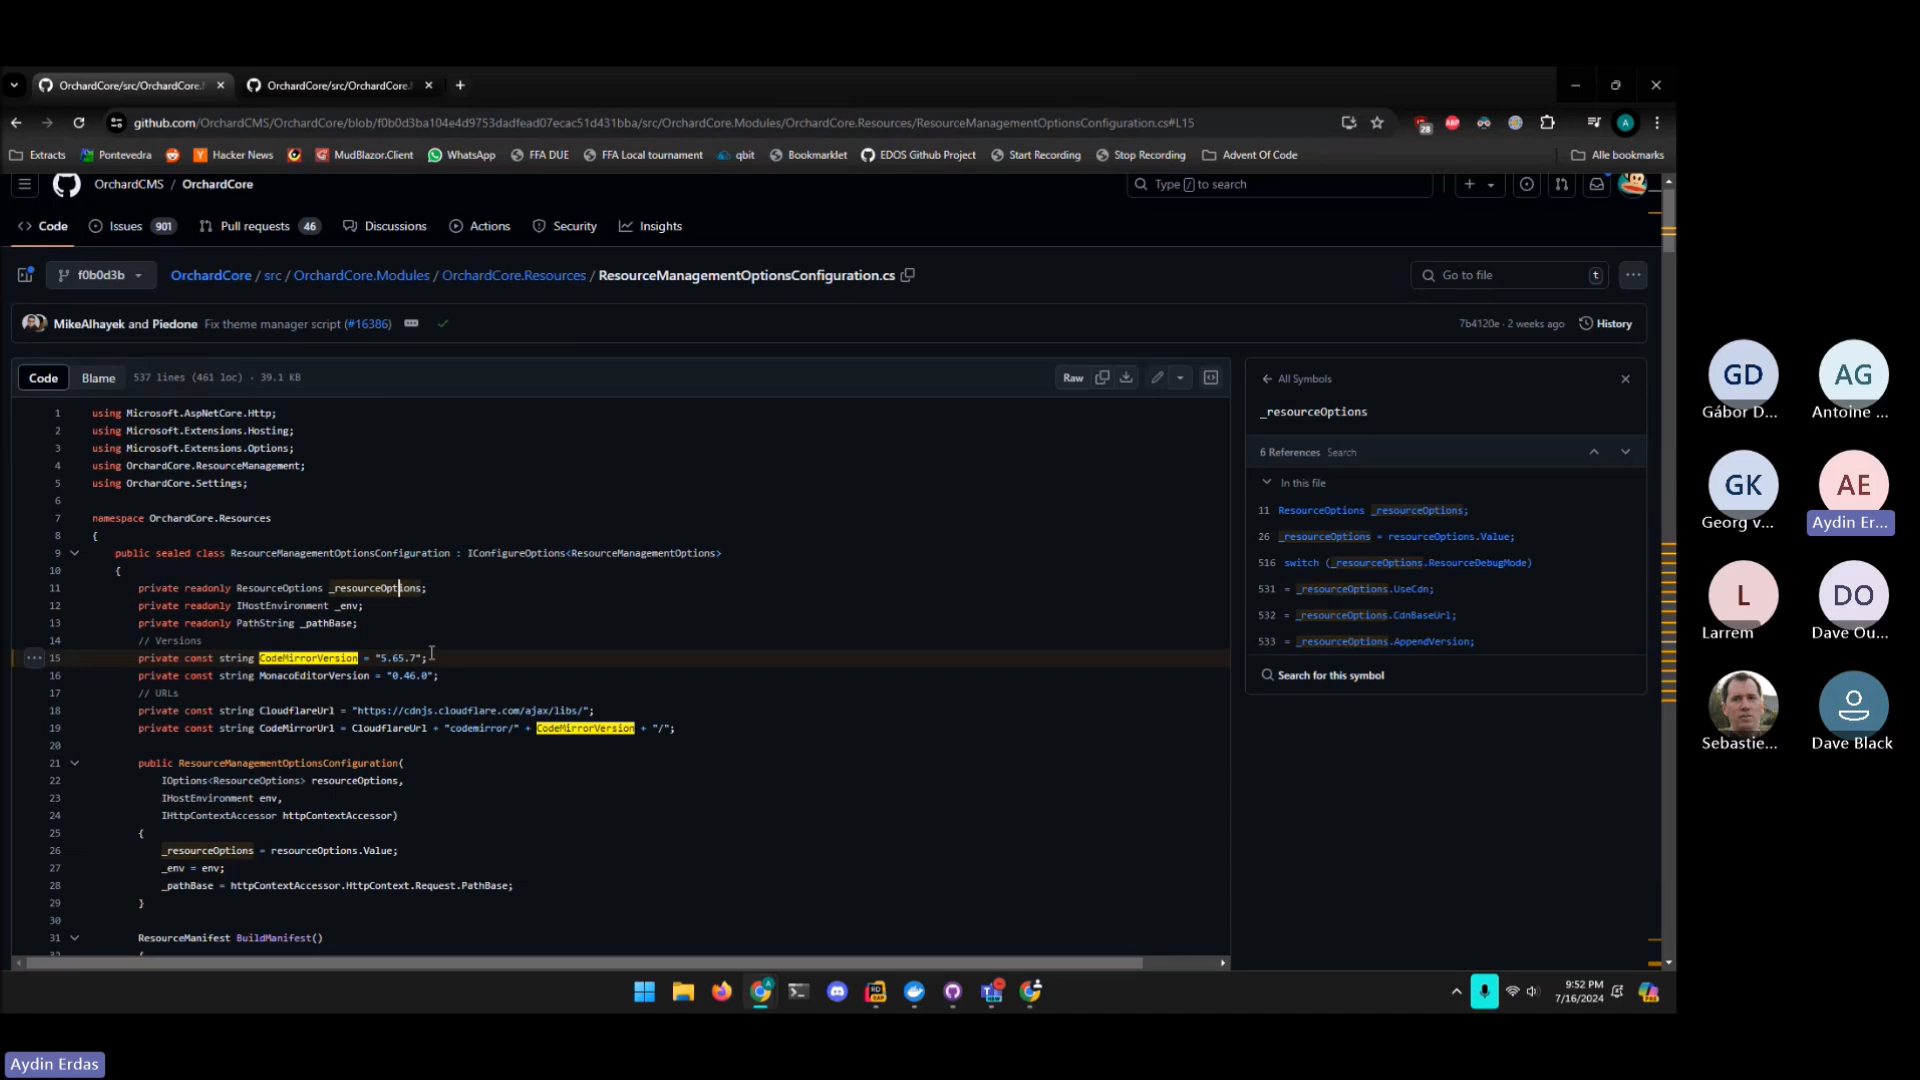 OrchardCore/src/OrchardCore.
OrchardCore/src/OrchardCore.
github.com/OrchardCMS/OrchardCore/blob/f0b0d3ba104e4d9753dadfead07ecac51d431bba/src/OrchardCore.Modules/OrchardCore.Resources/ResourceManagementOptionsConfiguration.cs#L15
28
ABP
A
Extracts
Pontevedra
Hacker News
MudBlazor.Client
WhatsApp
FFA DUE
FFA Local tournament
qbit
Bookmarklet
EDOS Github Project
Start Recording
Stop Recording
Advent Of Code
Alle bookmarks
OrchardCMS / OrchardCore
Type / to search
Code
Issues 901
Pull requests 46
Discussions
Actions
Security
Insights
f0b0d3b
OrchardCore / src / OrchardCore.Modules / OrchardCore.Resources / ResourceManagementOptionsConfiguration.cs
Go to file t
MikeAlhayek and Piedone Fix theme manager script (#16386)
7b4120e · 2 weeks ago
History
Code
Blame
537 lines (461 loc) · 39.1 KB
Raw
1 using Microsoft.AspNetCore.Http;
2 using Microsoft.Extensions.Hosting;
3 using Microsoft.Extensions.Options;
4 using OrchardCore.ResourceManagement;
5 using OrchardCore.Settings;
6
7 namespace OrchardCore.Resources
8 {
9 public sealed class ResourceManagementOptionsConfiguration : IConfigureOptions<ResourceManagementOptions>
10 {
11 private readonly ResourceOptions _resourceOptions;
12 private readonly IHostEnvironment _env;
13 private readonly PathString _pathBase;
14 // Versions
15 private const string CodeMirrorVersion = "5.65.7";
16 private const string MonacoEditorVersion = "0.46.0";
17 // URLs
18 private const string CloudflareUrl = "https://cdnjs.cloudflare.com/ajax/libs/";
19 private const string CodeMirrorUrl = CloudflareUrl + "codemirror/" + CodeMirrorVersion + "/";
20
21 public ResourceManagementOptionsConfiguration(
22 IOptions<ResourceOptions> resourceOptions,
23 IHostEnvironment env,
24 IHttpContextAccessor httpContextAccessor)
25 {
26 _resourceOptions = resourceOptions.Value;
27 _env = env;
28 _pathBase = httpContextAccessor.HttpContext.Request.PathBase;
29 }
30
31 ResourceManifest BuildManifest()
All Symbols
_resourceOptions
6 References Search
In this file
11 ResourceOptions _resourceOptions;
26 _resourceOptions = resourceOptions.Value;
516 switch (_resourceOptions.ResourceDebugMode)
531 = _resourceOptions.UseCdn;
532 = _resourceOptions.CdnBaseUrl;
533 = _resourceOptions.AppendVersion;
Search for this symbol
GD
Gábor D...
AG
Antoine ...
GK
Georg v...
AE
Aydin Er...
L
Larrem
DO
Dave Ou...
Sebastie...
Dave Black
9:52 PM
7/16/2024
Aydin Erdas